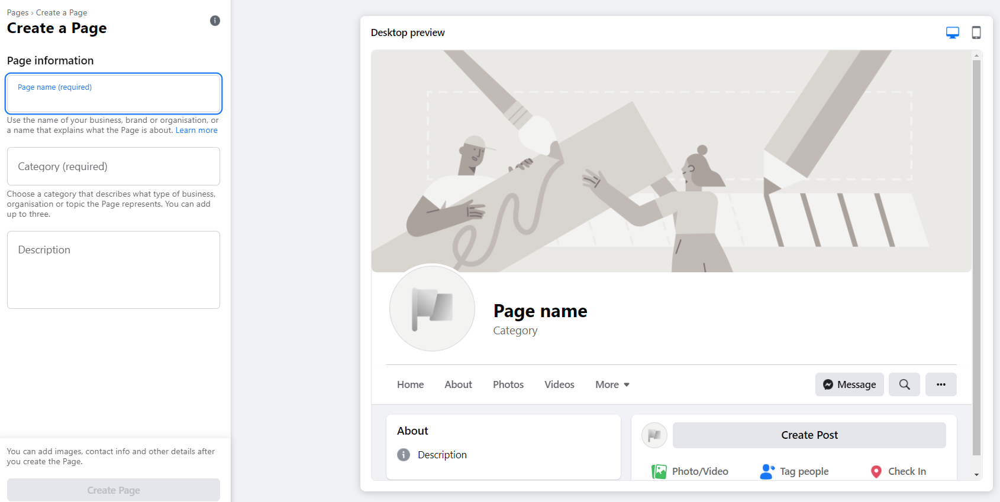 Pages › Create a Page
Create a Page
Page information
Page name (required)
Use the name of your business, brand or organisation, or
a name that explains what the Page is about. Learn more
Category (required)
Choose a category that describes what type of business,
organisation or topic the Page represents. You can add
up to three.
Description
You can add images, contact info and other details after
you create the Page.
Create Page
Desktop preview
Page name
Category
Home About Photos Videos More
Message
About
Description
Create Post
Photo/Video Tag people Check In